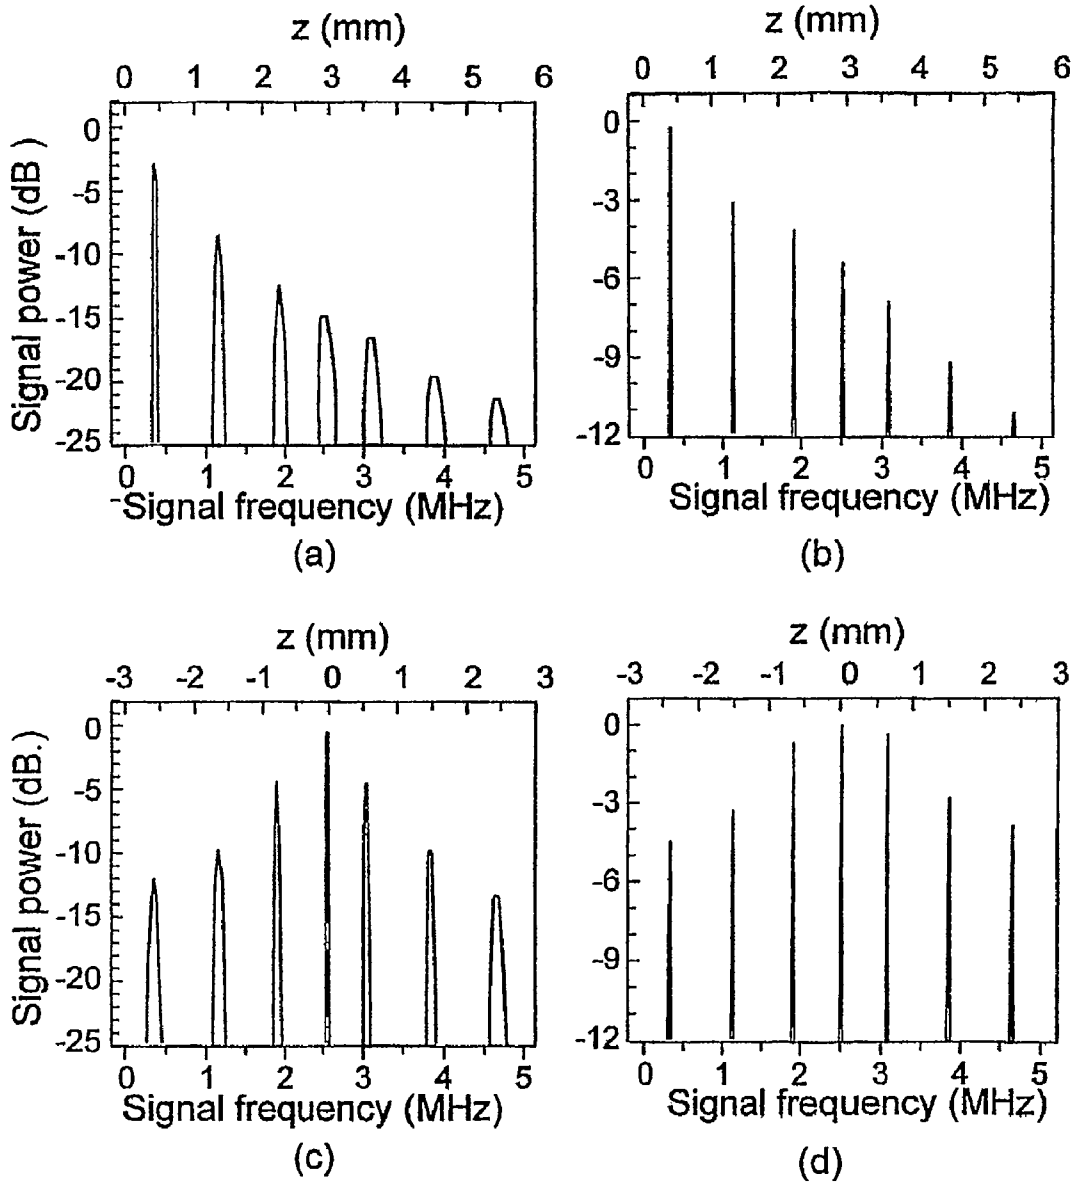 z (mm)
0 1 2 3 4 5 6
Signal power (dB )
0
-5
-10
-15
-20
-25
0 1 2 3 4 5
Signal frequency (MHz)
(a)
z (mm)
0 1 2 3 4 5 6
0
-3
-6
-9
-12
0 1 2 3 4 5
Signal frequency (MHz)
(b)
z (mm)
-3 -2 -1 0 1 2 3
Signal power (dB.)
0
-5
-10
-15
-20
-25
0 1 2 3 4 5
Signal frequency (MHz)
(c)
z (mm)
-3 -2 -1 0 1 2 3
0
-3
-6
-9
-12
0 1 2 3 4 5
Signal frequency (MHz)
(d)